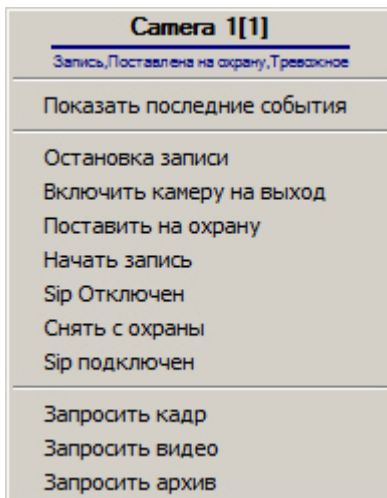 Camera 1[1]
Запись,Поставлена на охрану,Тревожное
Показать последние события
Остановка записи
Включить камеру на выход
Поставить на охрану
Начать запись
Sip Отключен
Снять с охраны
Sip подключен
Запросить кадр
Запросить видео
Запросить архив